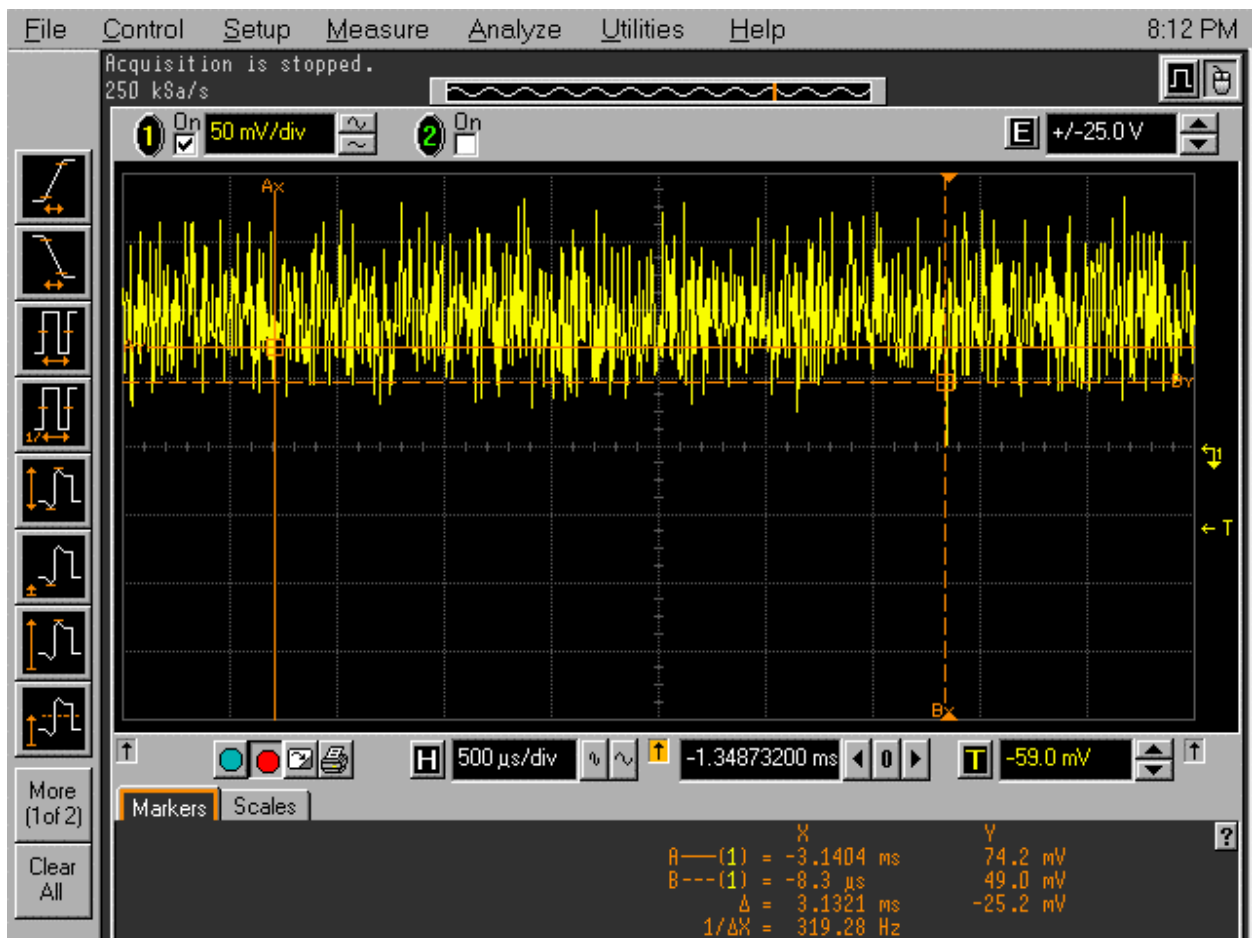 File Control Setup Measure Analyze Utilities Help 8:12 PM
Acquisition is stopped.
250 kSa/s
1 On 50 mV/div 2 On E +/-25.0 V
Ax
By
1
T
Bx
1/
H 500 µs/div -1.34873200 ms 0 T -59.0 mV
More
(1of 2)
Clear
All
Markers Scales
?
X Y
A——(1) = -3.1404 ms 74.2 mV
B---(1) = -8.3 µs 49.0 mV
Δ = 3.1321 ms -25.2 mV
1/ΔX = 319.28 Hz